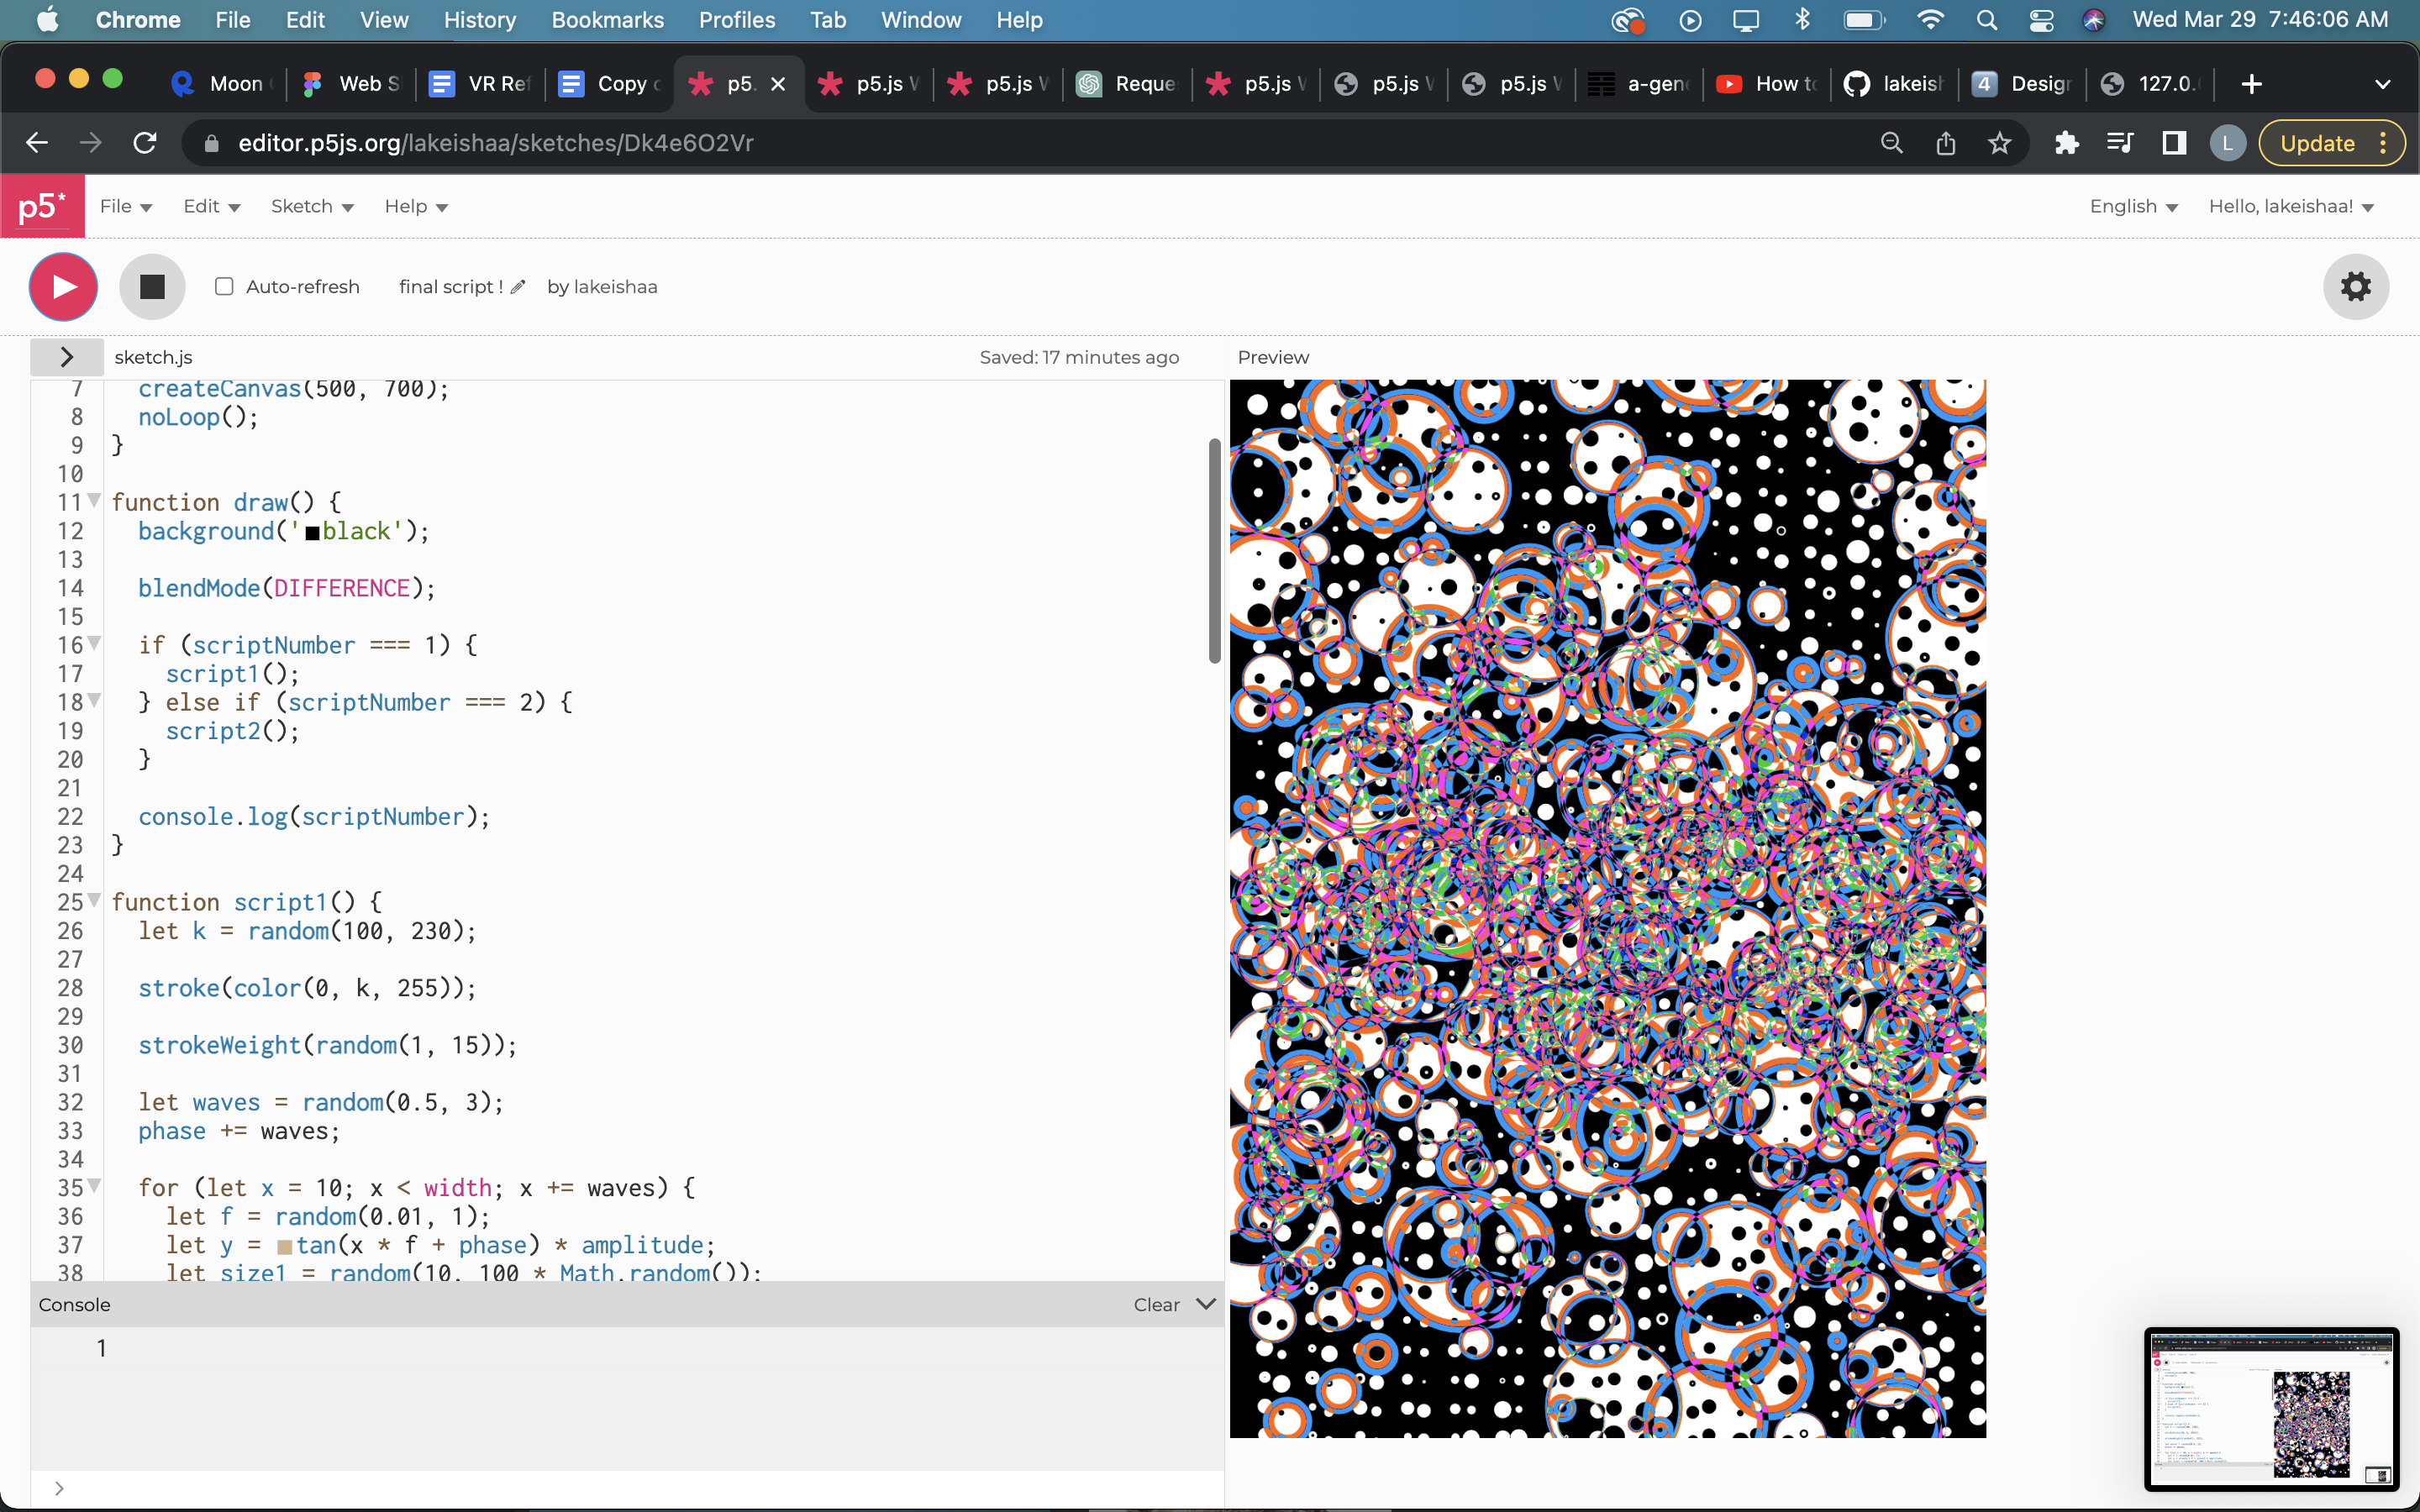 Chrome File Edit View History Bookmarks Profiles Tab Window Help Wed Mar 29 7:46:06 AM
Moon Web S VR Ref Copy o p5. p5.js W p5.js W Reque p5.js W p5.js W p5.js W a-gene How to lakeish 4 Design 127.0.
editor.p5js.org/lakeishaa/sketches/Dk4e6O2Vr L Update
p5* File Edit Sketch Help English Hello, lakeishaa!
Auto-refresh final script ! by lakeishaa
sketch.js Saved: 17 minutes ago Preview
7 createCanvas(500, 700);
8 noLoop();
9 }
10
11 function draw() {
12 background('black');
13
14 blendMode(DIFFERENCE);
15
16 if (scriptNumber === 1) {
17 script1();
18 } else if (scriptNumber === 2) {
19 script2();
20 }
21
22 console.log(scriptNumber);
23 }
24
25 function script1() {
26 let k = random(100, 230);
27
28 stroke(color(0, k, 255));
29
30 strokeWeight(random(1, 15));
31
32 let waves = random(0.5, 3);
33 phase += waves;
34
35 for (let x = 10; x < width; x += waves) {
36 let f = random(0.01, 1);
37 let y = tan(x * f + phase) * amplitude;
38 let size1 = random(10, 100 * Math.random());
Console Clear
1